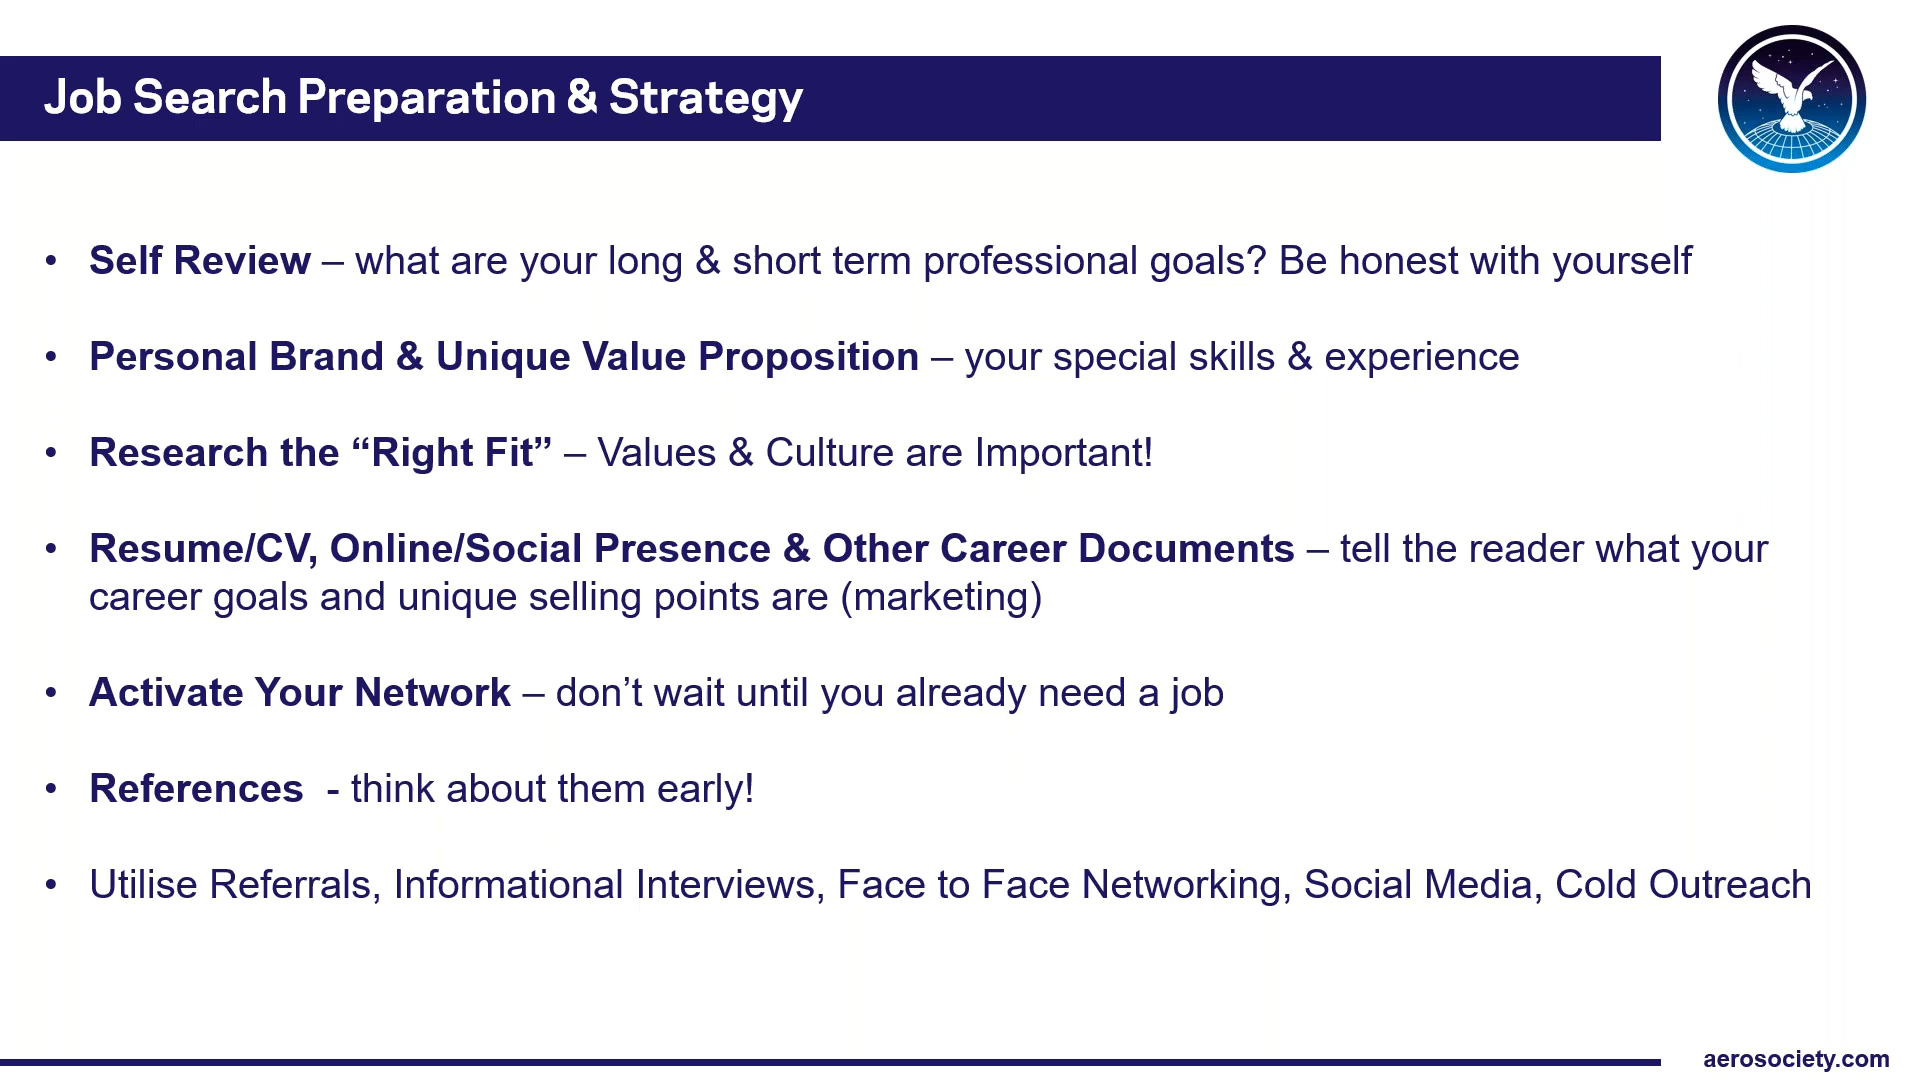 Job Search Preparation & Strategy
• Self Review – what are your long & short term professional goals? Be honest with yourself
• Personal Brand & Unique Value Proposition – your special skills & experience
• Research the “Right Fit” – Values & Culture are Important!
• Resume/CV, Online/Social Presence & Other Career Documents – tell the reader what your
career goals and unique selling points are (marketing)
• Activate Your Network – don’t wait until you already need a job
• References  - think about them early!
• Utilise Referrals, Informational Interviews, Face to Face Networking, Social Media, Cold Outreach
aerosociety.com